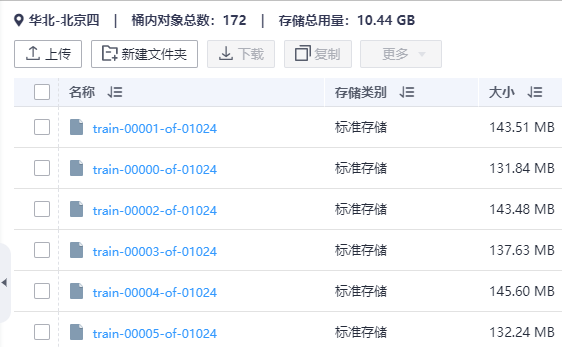 华北-北京四 | 桶内对象总数：172 | 存储总用量：10.44 GB
上传 新建文件夹 下载 复制 更多
名称 存储类别 大小
train-00001-of-01024 标准存储 143.51 MB
train-00000-of-01024 标准存储 131.84 MB
train-00002-of-01024 标准存储 143.48 MB
train-00003-of-01024 标准存储 137.63 MB
train-00004-of-01024 标准存储 145.60 MB
train-00005-of-01024 标准存储 132.24 MB